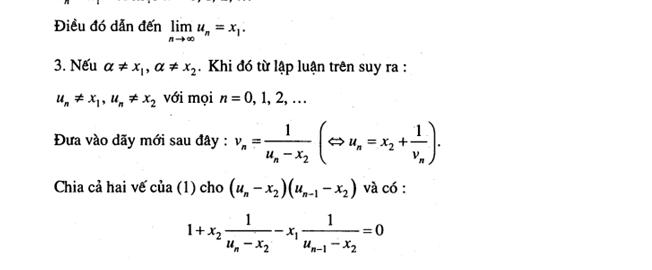 Điều đó dẫn đến $\lim_{n \to \infty} u_n = x_1$.
3. Nếu $\alpha \neq x_1, \alpha \neq x_2$. Khi đó từ lập luận trên suy ra :
$u_n \neq x_1, u_n \neq x_2$ với mọi $n = 0, 1, 2, \ldots$
Đưa vào dãy mới sau đây : $v_n = \frac{1}{u_n - x_2} \left( \Leftrightarrow u_n = x_2 + \frac{1}{v_n} \right)$.
Chia cả hai vế của (1) cho $(u_n - x_2)(u_{n-1} - x_2)$ và có :
$1 + x_2 \frac{1}{u_n - x_2} - x_1 \frac{1}{u_{n-1} - x_2} = 0$